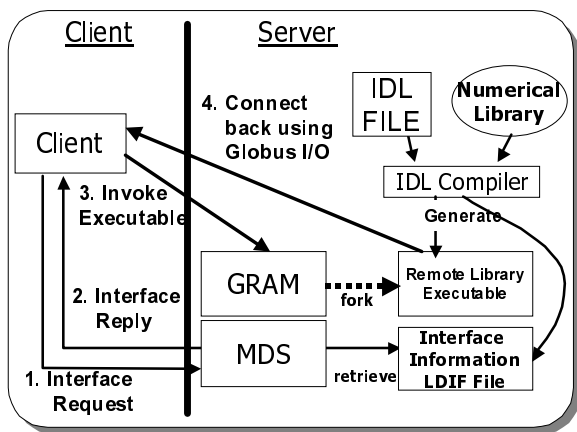 Client
Server
IDL
FILE
Numerical
Library
4. Connect
back using
Globus I/O
Client
IDL Compiler
3. Invoke
Executable
Generate
GRAM
fork
Remote Library
Executable
2. Interface
Reply
MDS
retrieve
Interface
Information
LDIF File
1. Interface
Request